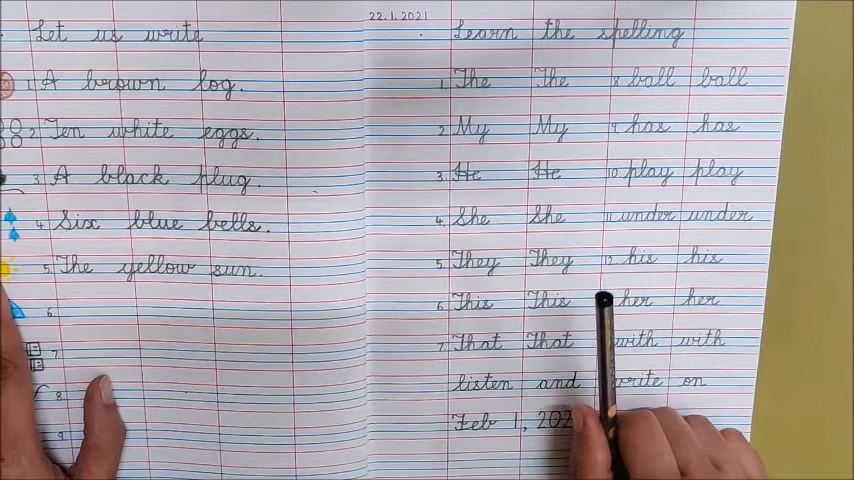 Let us write
1. A brown log.
2. Ten white eggs.
3. A black plug.
4. Six blue bells.
5. The yellow sun.
6.
7.
8.
9.
22.1.2021
Learn the spelling
1. The The 8 ball ball
2 My My 9 has has
3. He He 10 play play
4. She She 11 under under
5. They They 12 his his
6 This This her her
7. That That with with
listen and write on
Feb 1, 202